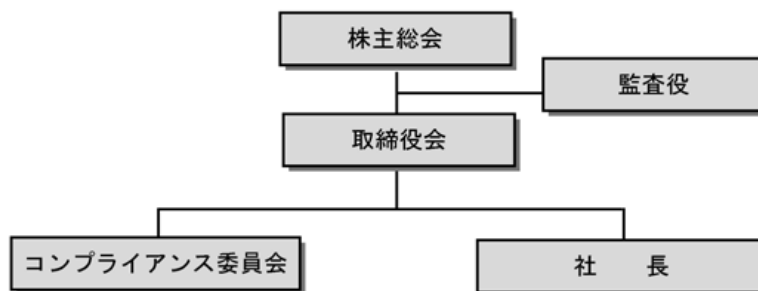 株主総会
監査役
取締役会
コンプライアンス委員会
社　　長